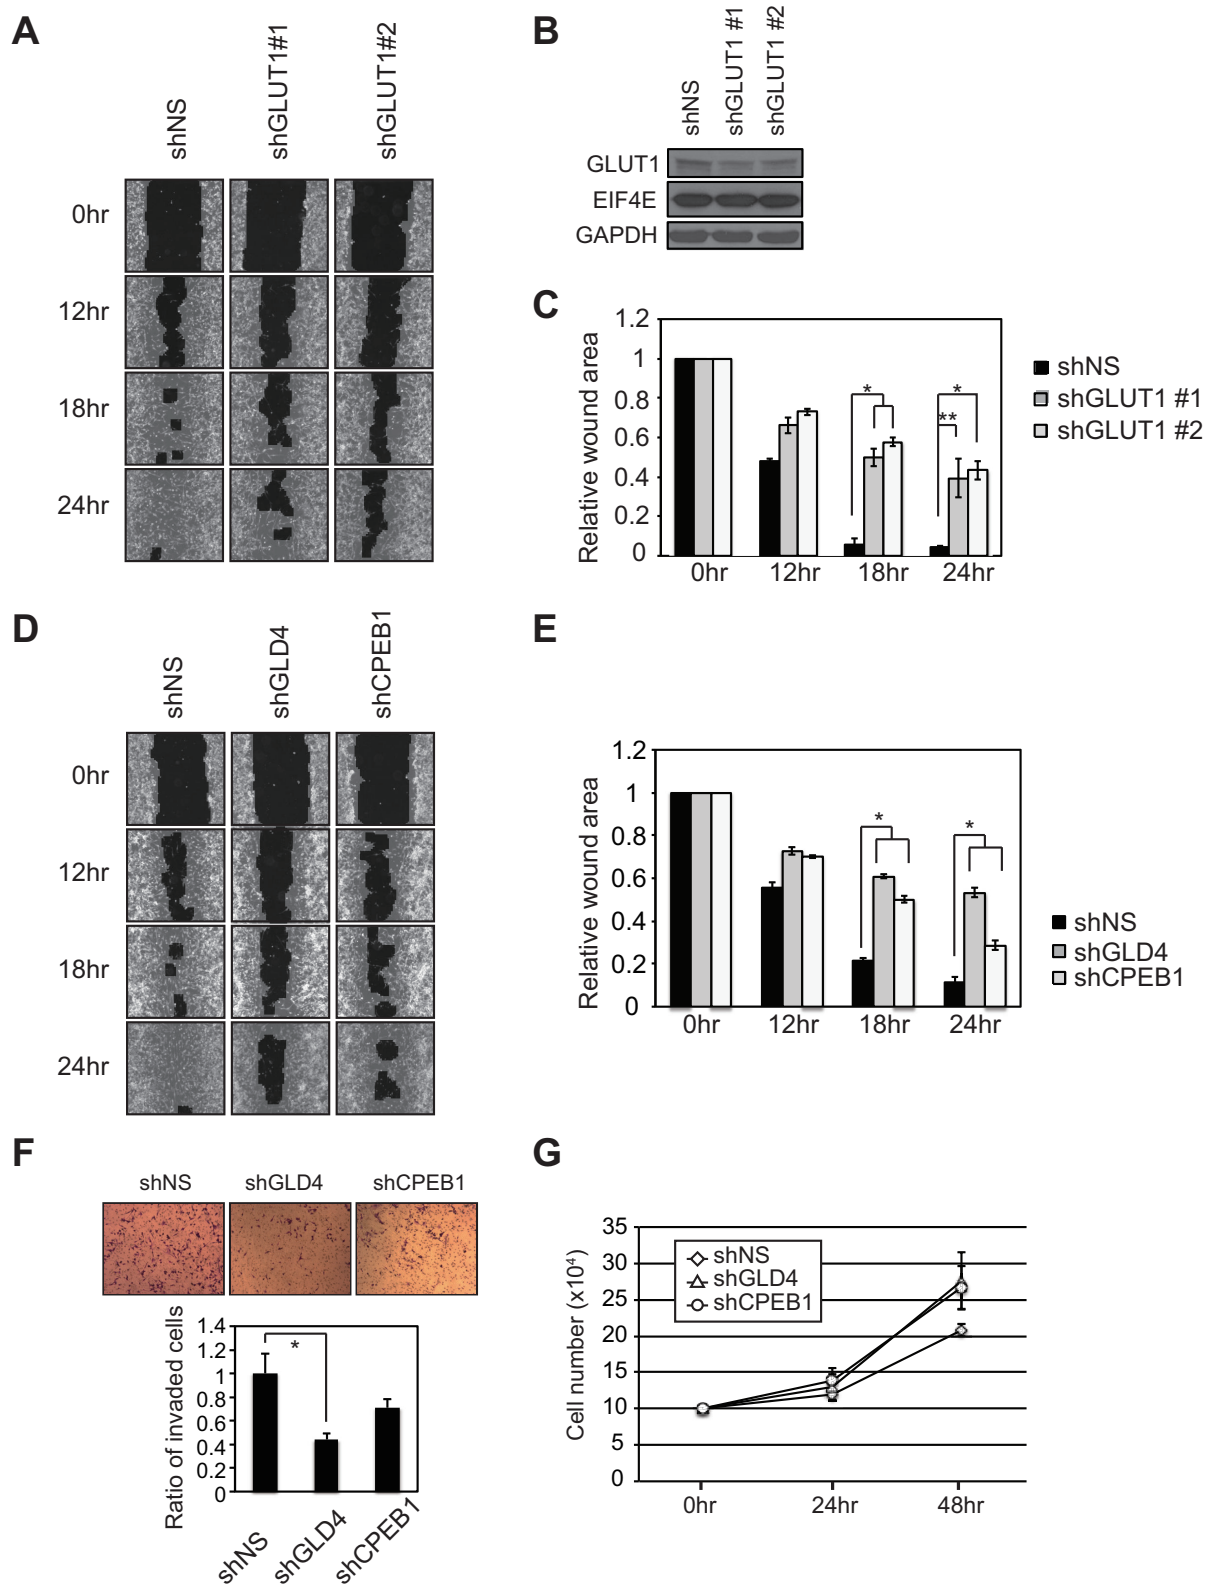 A
shNS
shGLUT1#1
shGLUT1#2
0hr
12hr
18hr
24hr
B
shNS
shGLUT1 #1
shGLUT1 #2
GLUT1
EIF4E
GAPDH
C
Relative wound area
1.2
1
0.8
0.6
0.4
0.2
0
*
**
*
0hr
12hr
18hr
24hr
shNS
shGLUT1 #1
shGLUT1 #2
D
shNS
shGLD4
shCPEB1
0hr
12hr
18hr
24hr
E
Relative wound area
1.2
1
0.8
0.6
0.4
0.2
0
*
*
0hr
12hr
18hr
24hr
shNS
shGLD4
shCPEB1
F
shNS
shGLD4
shCPEB1
Ratio of invaded cells
1.4
1.2
1
0.8
0.6
0.4
0.2
0
*
shNS
shGLD4
shCPEB1
G
Cell number (x10⁴)
35
30
25
20
15
10
5
0
shNS
shGLD4
shCPEB1
0hr
24hr
48hr